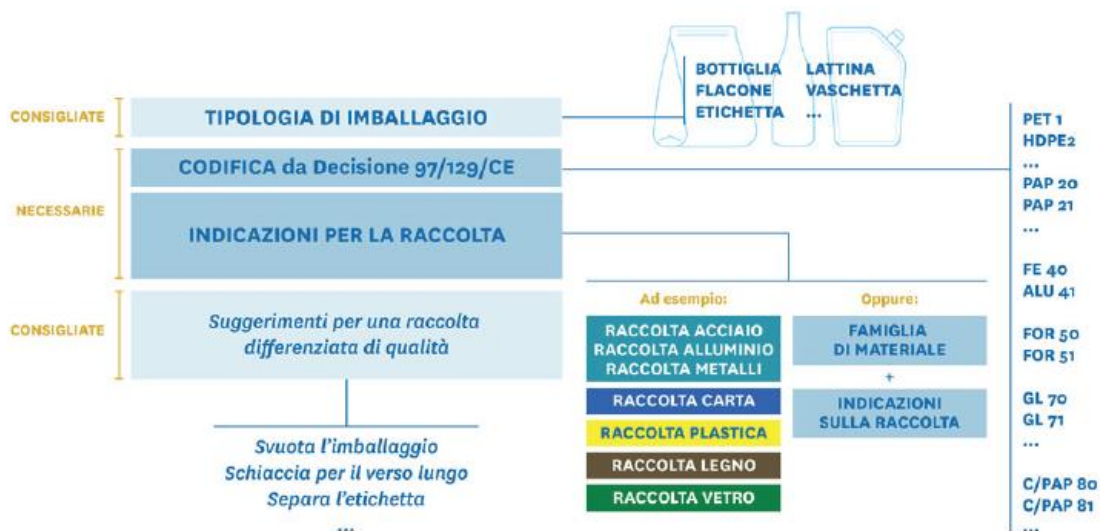 BOTTIGLIA LATTINA
FLACONE VASCHETTA
ETICHETTA ...
CONSIGLIATE
TIPOLOGIA DI IMBALLAGGIO
NECESSARIE
CODIFICA da Decisione 97/129/CE
INDICAZIONI PER LA RACCOLTA
CONSIGLIATE
Suggerimenti per una raccolta
differenziata di qualità
Svuota l'imballaggio
Schiaccia per il verso lungo
Separa l'etichetta
...
Ad esempio:
RACCOLTA ACCIAIO
RACCOLTA ALLUMINIO
RACCOLTA METALLI
RACCOLTA CARTA
RACCOLTA PLASTICA
RACCOLTA LEGNO
RACCOLTA VETRO
Oppure:
FAMIGLIA
DI MATERIALE
+
INDICAZIONI
SULLA RACCOLTA
PET 1
HDPE2
...
PAP 20
PAP 21
...
FE 40
ALU 41
FOR 50
FOR 51
GL 70
GL 71
...
C/PAP 80
C/PAP 81
...